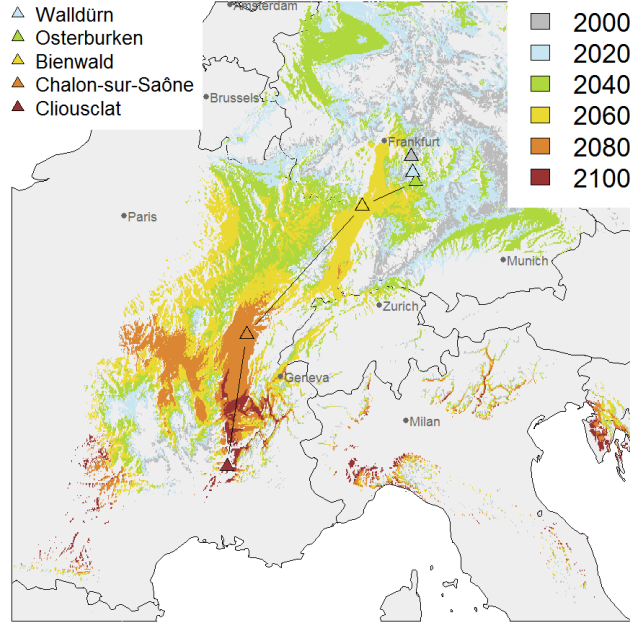 Walldürn
Osterburken
Bienwald
Chalon-sur-Saône
Cliousclat
2000
2020
2040
2060
2080
2100
Amsterdam
Brussels
Frankfurt
Paris
Munich
Zurich
Geneva
Milan